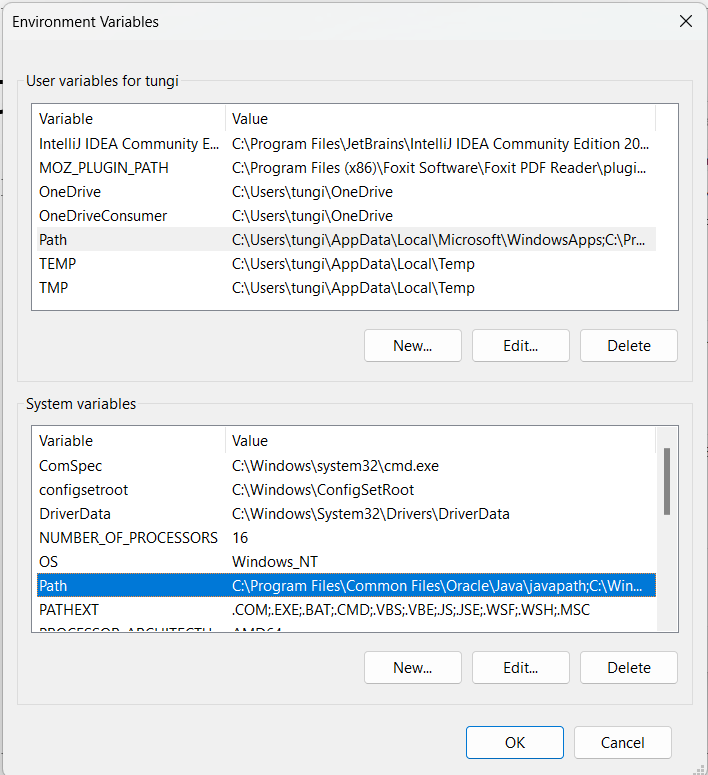 Environment Variables
User variables for tungi
Variable Value
IntelliJ IDEA Community E... C:\Program Files\JetBrains\IntelliJ IDEA Community Edition 20...
MOZ_PLUGIN_PATH C:\Program Files (x86)\Foxit Software\Foxit PDF Reader\plugi...
OneDrive C:\Users\tungi\OneDrive
OneDriveConsumer C:\Users\tungi\OneDrive
Path C:\Users\tungi\AppData\Local\Microsoft\WindowsApps;C:\Pr...
TEMP C:\Users\tungi\AppData\Local\Temp
TMP C:\Users\tungi\AppData\Local\Temp
New... Edit... Delete
System variables
Variable Value
ComSpec C:\Windows\system32\cmd.exe
configsetroot C:\Windows\ConfigSetRoot
DriverData C:\Windows\System32\Drivers\DriverData
NUMBER_OF_PROCESSORS 16
OS Windows_NT
Path C:\Program Files\Common Files\Oracle\Java\javapath;C:\Win...
PATHEXT .COM;.EXE;.BAT;.CMD;.VBS;.VBE;.JS;.JSE;.WSF;.WSH;.MSC
PROCESSOR_ARCHITECTU AMD64
New... Edit... Delete
OK Cancel